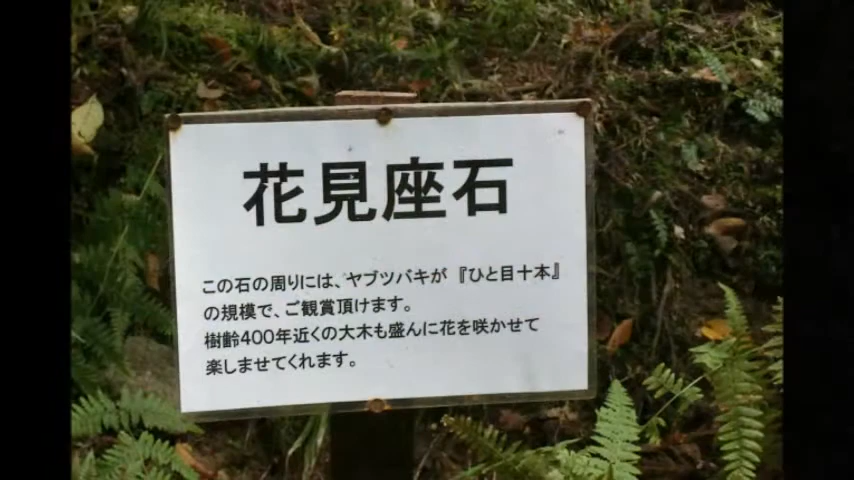 花見座石
この石の周りには、ヤブツバキが『ひと目十本』
の規模で、ご観賞頂けます。
樹齢400年近くの大木も盛んに花を咲かせて
楽しませてくれます。